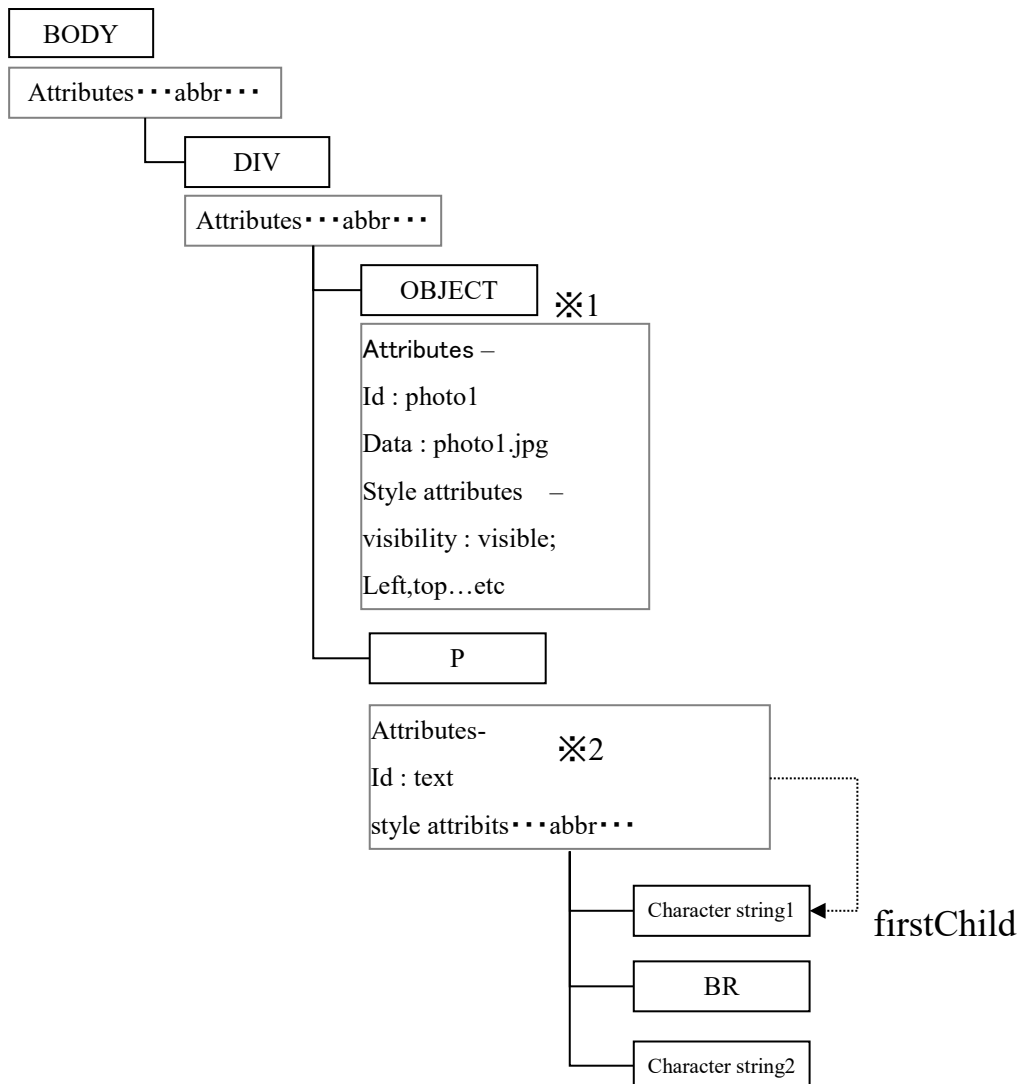 BODY
Attributes･･･abbr･･･
DIV
Attributes･･･abbr･･･
OBJECT
※1
Attributes –
Id : photo1
Data : photo1.jpg
Style attributes –
visibility : visible;
Left,top…etc
P
Attributes-
※2
Id : text
style attribits･･･abbr･･･
Character string1
firstChild
BR
Character string2